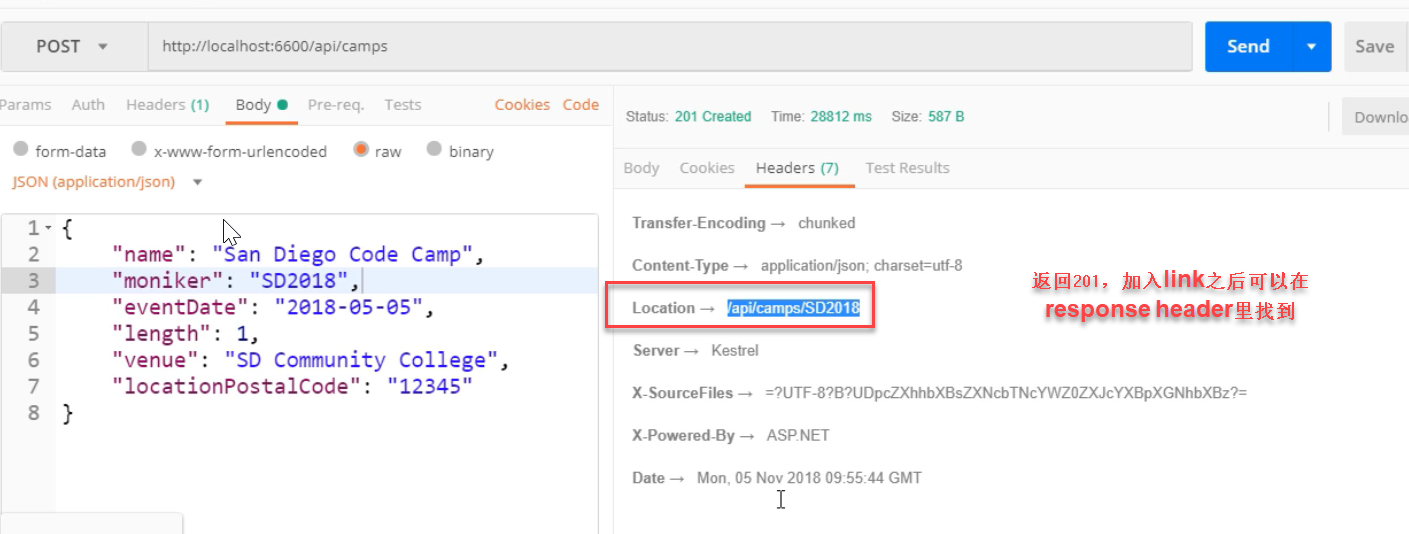 POST
http://localhost:6600/api/camps
Send
Save
Params Auth Headers (1) Body Pre-req. Tests Cookies Code
form-data x-www-form-urlencoded raw binary
JSON (application/json)
1 {
2 "name": "San Diego Code Camp",
3 "moniker": "SD2018",
4 "eventDate": "2018-05-05",
5 "length": 1,
6 "venue": "SD Community College",
7 "locationPostalCode": "12345"
8 }
Status: 201 Created Time: 28812 ms Size: 587 B
Downlo
Body Cookies Headers (7) Test Results
Transfer-Encoding → chunked
Content-Type → application/json; charset=utf-8
Location → /api/camps/SD2018
Server → Kestrel
X-SourceFiles → =?UTF-8?B?UDpcZXhhbXBsZXNcbTNcYWZ0ZXJcYXBpXGNhbXBz?=
X-Powered-By → ASP.NET
Date → Mon, 05 Nov 2018 09:55:44 GMT
返回201，加入link之后可以在
response header里找到